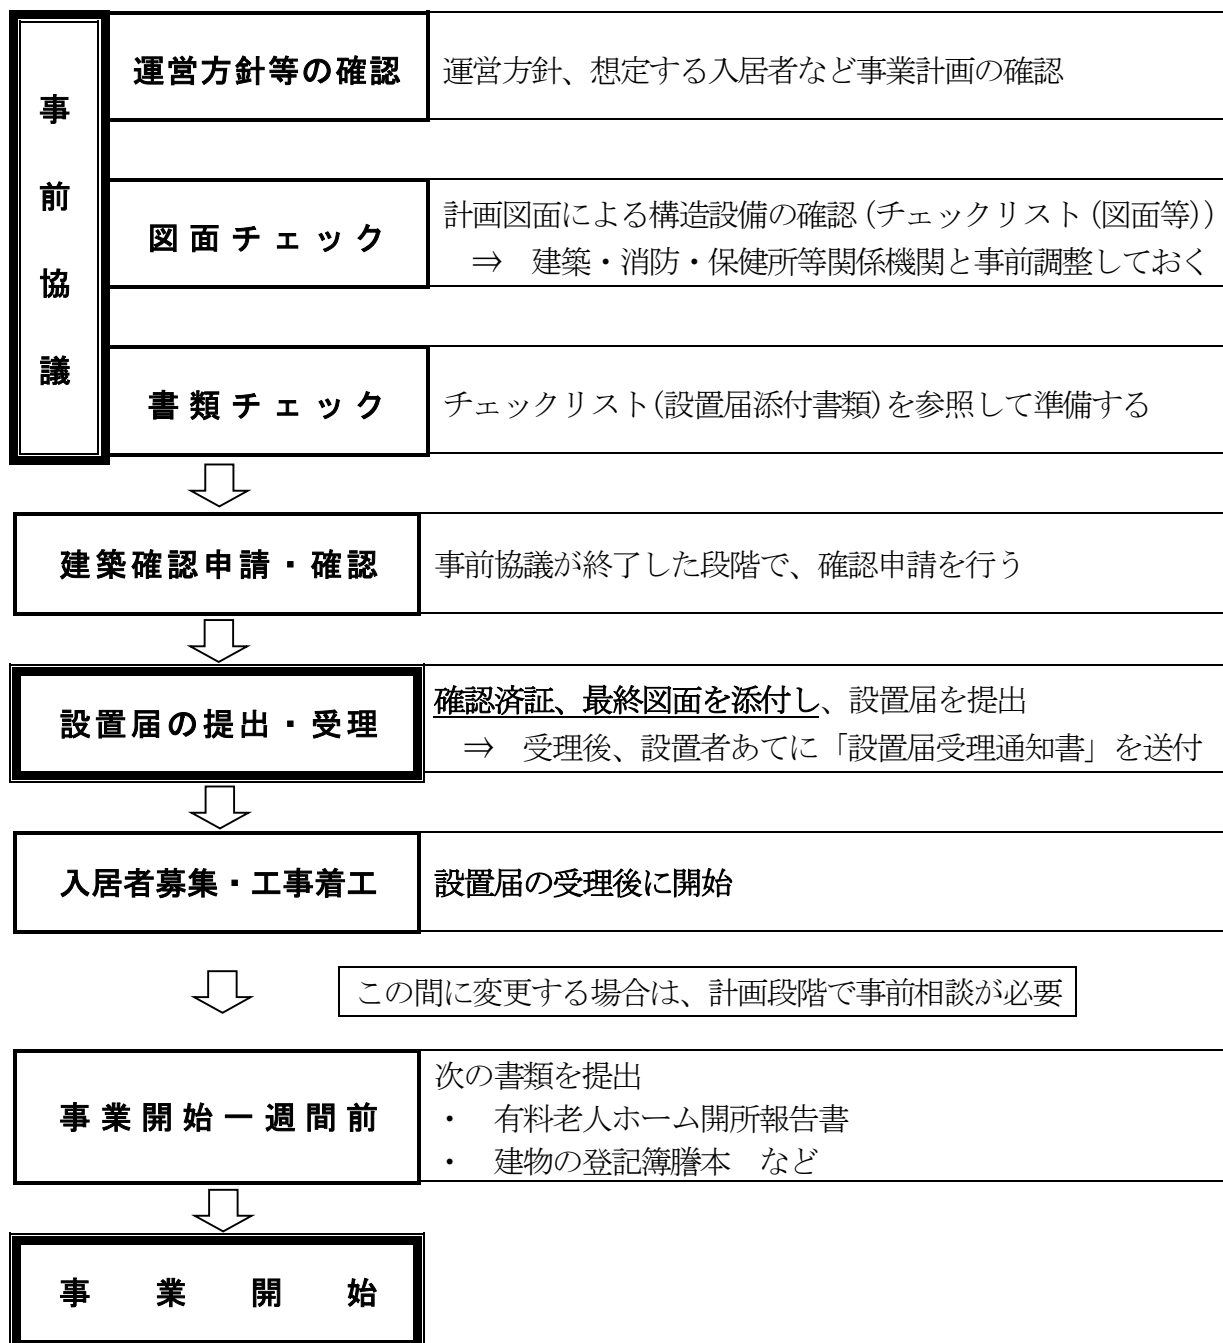 事前協議
運営方針等の確認
運営方針、想定する入居者など事業計画の確認
図面チェック
計画図面による構造設備の確認(チェックリスト(図面等))
⇒ 建築・消防・保健所等関係機関と事前調整しておく
書類チェック
チェックリスト(設置届添付書類)を参照して準備する
建築確認申請・確認
事前協議が終了した段階で、確認申請を行う
設置届の提出・受理
確認済証、最終図面を添付し、設置届を提出
⇒ 受理後、設置者あてに「設置届受理通知書」を送付
入居者募集・工事着工
設置届の受理後に開始
この間に変更する場合は、計画段階で事前相談が必要
事業開始一週間前
次の書類を提出
・ 有料老人ホーム開所報告書
・ 建物の登記簿謄本 など
事業開始